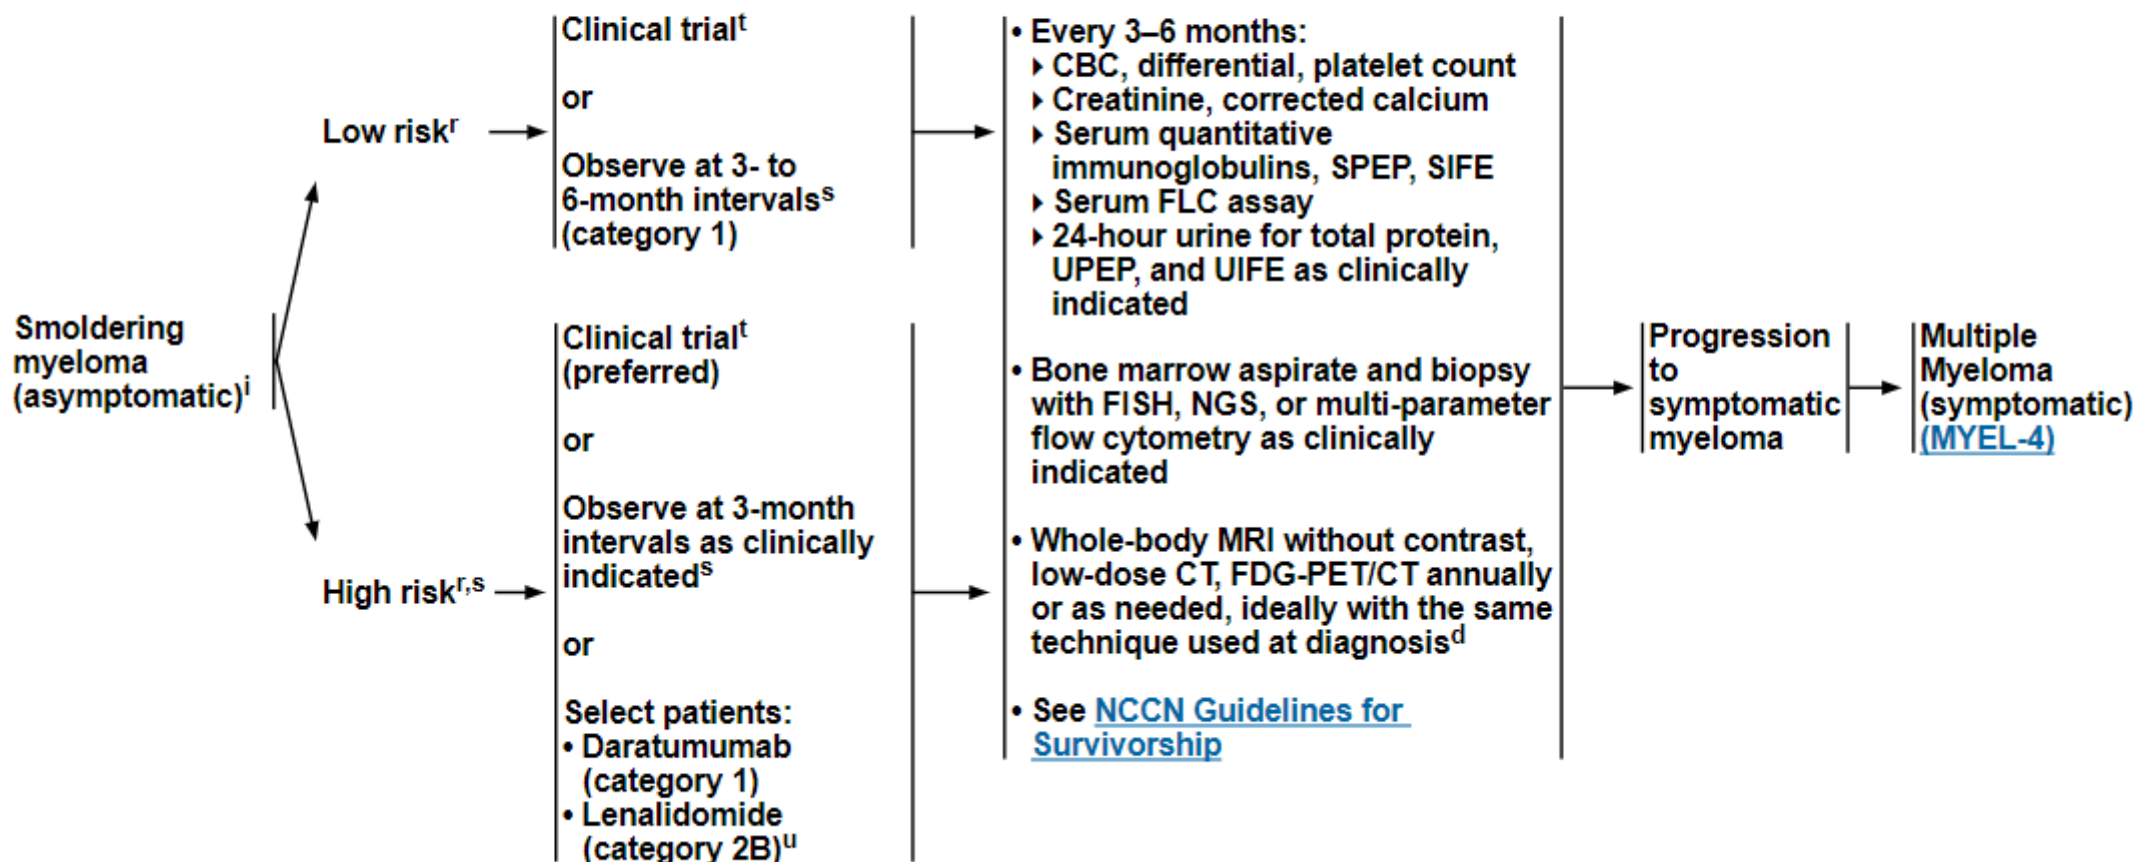 Smoldering
myeloma
(asymptomatic)i
Low riskr
Clinical trialt
or
Observe at 3- to
6-month intervalss
(category 1)
High riskr,s
Clinical trialt
(preferred)
or
Observe at 3-month
intervals as clinically
indicateds
or
Select patients:
• Daratumumab
(category 1)
• Lenalidomide
(category 2B)u
• Every 3–6 months:
▸ CBC, differential, platelet count
▸ Creatinine, corrected calcium
▸ Serum quantitative
immunoglobulins, SPEP, SIFE
▸ Serum FLC assay
▸ 24-hour urine for total protein,
UPEP, and UIFE as clinically
indicated
• Bone marrow aspirate and biopsy
with FISH, NGS, or multi-parameter
flow cytometry as clinically
indicated
• Whole-body MRI without contrast,
low-dose CT, FDG-PET/CT annually
or as needed, ideally with the same
technique used at diagnosisd
• See NCCN Guidelines for
Survivorship
Progression
to
symptomatic
myeloma
Multiple
Myeloma
(symptomatic)
(MYEL-4)